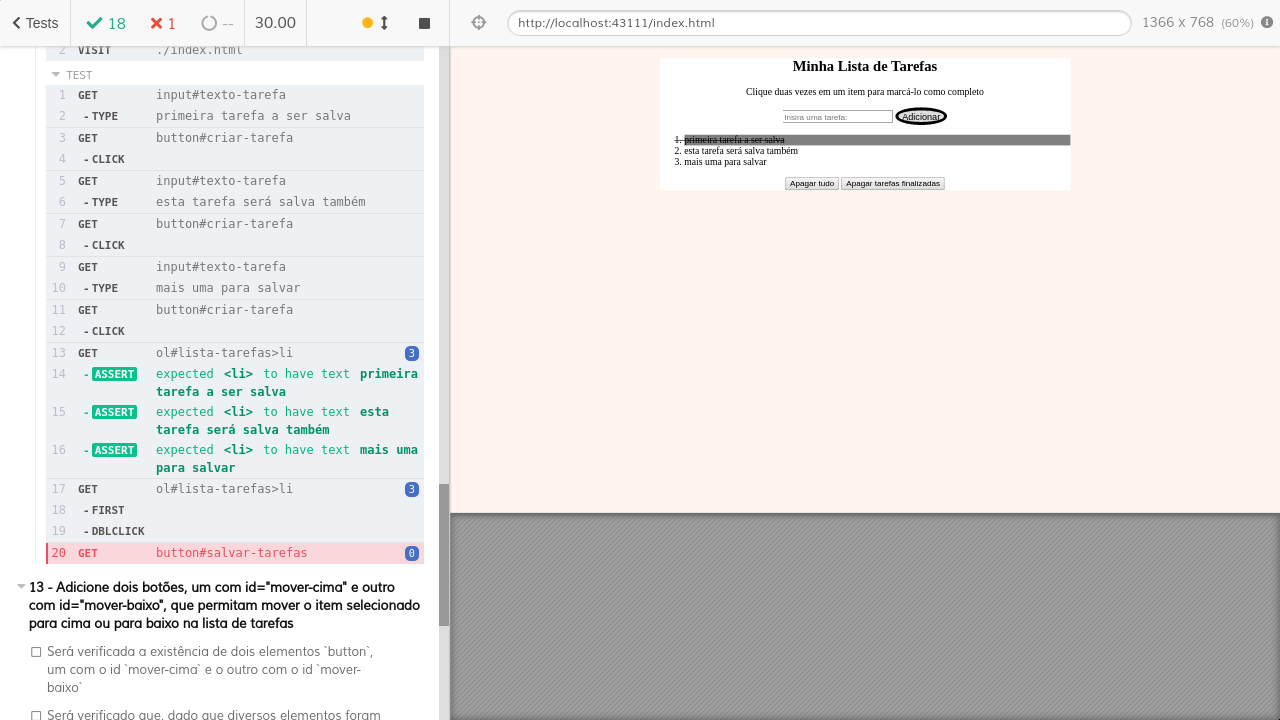 Tests
18
1
--
30.00
http://localhost:43111/index.html
1366 x 768 (60%)
2 VISIT ./index.html
TEST
1 GET input#texto-tarefa
2 - TYPE primeira tarefa a ser salva
3 GET button#criar-tarefa
4 - CLICK
5 GET input#texto-tarefa
6 - TYPE esta tarefa será salva também
7 GET button#criar-tarefa
8 - CLICK
9 GET input#texto-tarefa
10 - TYPE mais uma para salvar
11 GET button#criar-tarefa
12 - CLICK
13 GET ol#lista-tarefas>li 3
14 - ASSERT expected <li> to have text primeira
tarefa a ser salva
15 - ASSERT expected <li> to have text esta
tarefa será salva também
16 - ASSERT expected <li> to have text mais uma
para salvar
17 GET ol#lista-tarefas>li 3
18 - FIRST
19 - DBLCLICK
20 GET button#salvar-tarefas 0
13 - Adicione dois botões, um com id="mover-cima" e outro
com id="mover-baixo", que permitam mover o item selecionado
para cima ou para baixo na lista de tarefas
Será verificada a existência de dois elementos `button`,
um com o id `mover-cima` e o outro com o id `mover-
baixo`
Será verificado que, dado que diversos elementos foram
Minha Lista de Tarefas
Clique duas vezes em um item para marcá-lo como completo
Insira uma tarefa: Adicionar
1. primeira tarefa a ser salva
2. esta tarefa será salva também
3. mais uma para salvar
Apagar tudo Apagar tarefas finalizadas